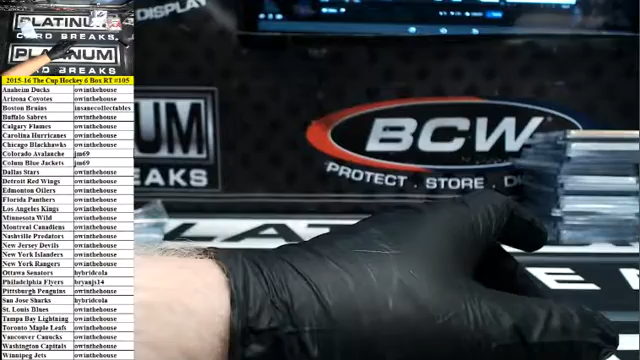 PLATINUM
CARD BREAKS
PLATINUM
CARD BREAKS
DISPLAY
2015-16 The Cup Hockey 6 Box RT #105
Anaheim Ducks owinthehouse
Arizona Coyotes owinthehouse
Boston Bruins insanecollectables
Buffalo Sabres owinthehouse
Calgary Flames owinthehouse
Carolina Hurricanes owinthehouse
Chicago Blackhawks owinthehouse
Colorado Avalanche jm69
Colum Blue Jackets jm69
Dallas Stars owinthehouse
Detroit Red Wings owinthehouse
Edmonton Oilers owinthehouse
Florida Panthers owinthehouse
Los Angeles Kings owinthehouse
Minnesota Wild owinthehouse
Montreal Canadiens owinthehouse
Nashville Predators owinthehouse
New Jersey Devils owinthehouse
New York Islanders owinthehouse
New York Rangers owinthehouse
Ottawa Senators hybridcola
Philadelphia Flyers bryanjs14
Pittsburgh Penguins owinthehouse
San Jose Sharks hybridcola
St. Louis Blues owinthehouse
Tampa Bay Lightning owinthehouse
Toronto Maple Leafs owinthehouse
Vancouver Canucks owinthehouse
Washington Capitals owinthehouse
Winnipeg Jets owinthehouse
UM
EAKS
BCW
PROTECT . STORE . DI